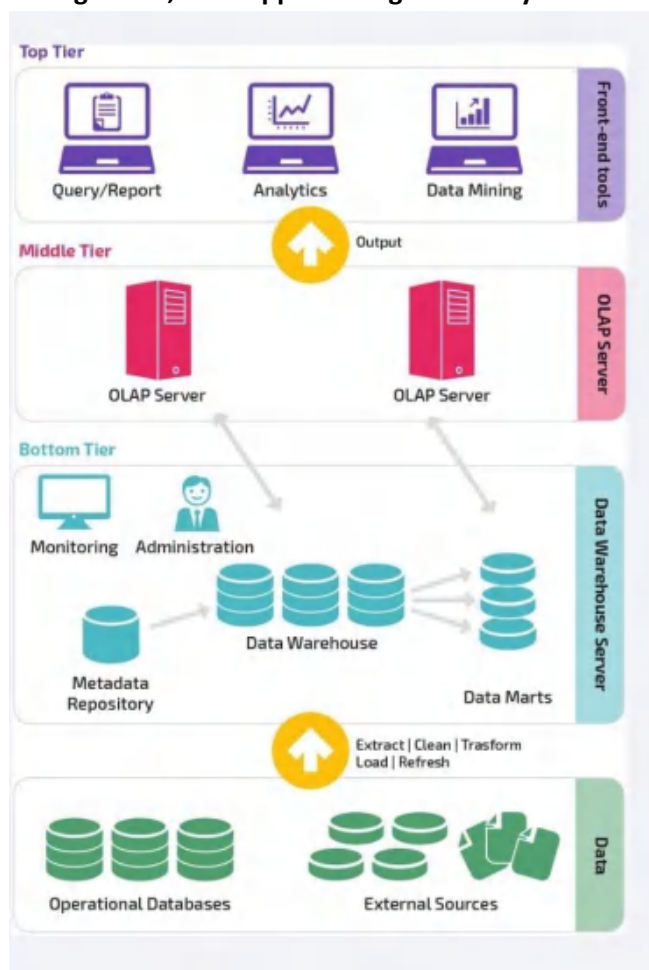 Top Tier
Query/Report
Analytics
Data Mining
Front-end tools
Output
Middle Tier
OLAP Server
OLAP Server
OLAP Server
Bottom Tier
Monitoring
Administration
Data Warehouse
Metadata
Repository
Data Marts
Data Warehouse Server
Extract | Clean | Trasform
Load | Refresh
Operational Databases
External Sources
Data